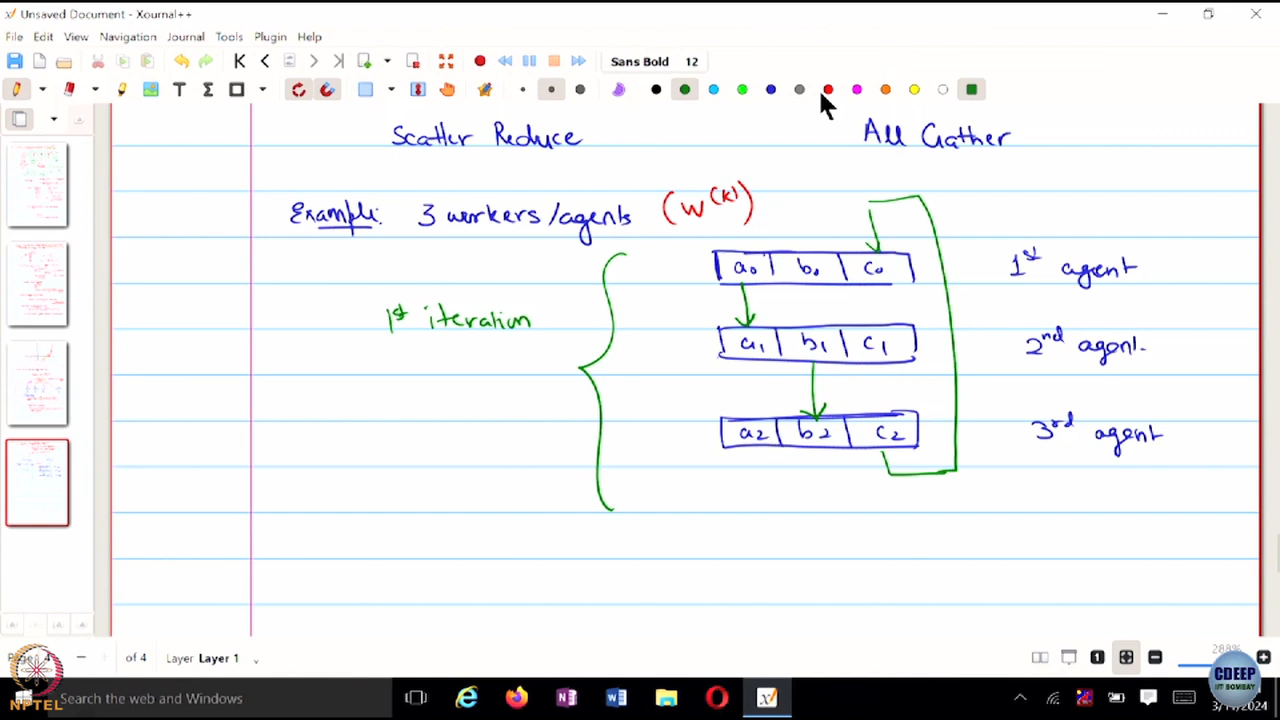 Unsaved Document - Xournal++
File Edit View Navigation Journal Tools Plugin Help
Sans Bold 12
Scatter Reduce All Gather
Example: 3 workers/agents (W^(k))
a₀ b₀ c₀ 1st agent
1st iteration
a₁ b₁ c₁ 2nd agent.
a₂ b₂ c₂ 3rd agent
of 4 Layer Layer 1
288%
Search the web and Windows
NPTEL
CDEEP
IIT BOMBAY